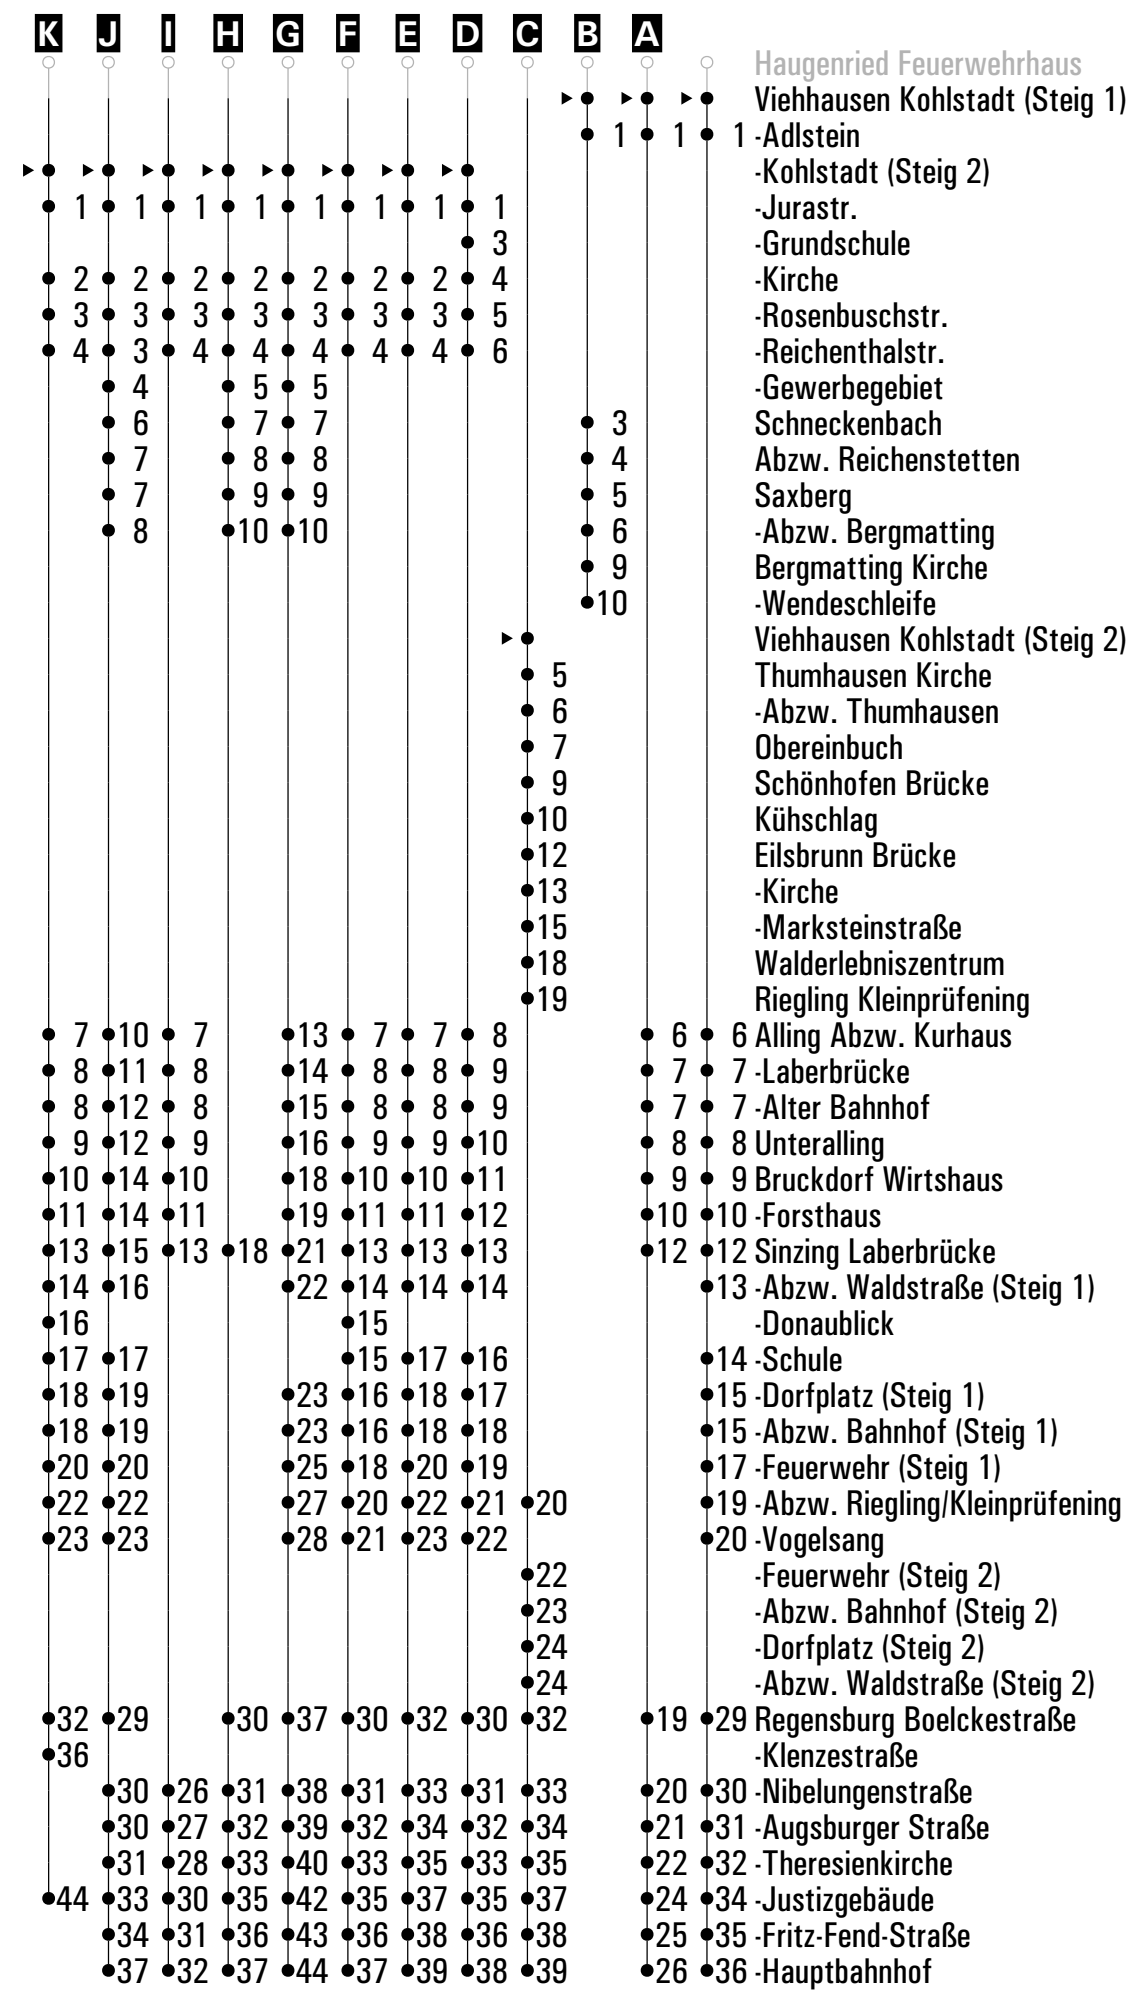 K J I H G F E D C B A
Haugenried Feuerwehrhaus
Viehhausen Kohlstadt (Steig 1)
1 1 1 -Adlstein
-Kohlstadt (Steig 2)
1 1 1 1 1 1 1 1 -Jurastr.
3 -Grundschule
2 2 2 2 2 2 2 4 -Kirche
3 3 3 3 3 3 3 5 -Rosenbuschstr.
4 3 4 4 4 4 4 6 -Reichenthalstr.
4 5 5 -Gewerbegebiet
6 7 7 3 Schneckenbach
7 8 8 4 Abzw. Reichenstetten
7 9 9 5 Saxberg
8 10 10 6 -Abzw. Bergmatting
9 Bergmatting Kirche
10 -Wendeschleife
Viehhausen Kohlstadt (Steig 2)
5 Thumhausen Kirche
6 -Abzw. Thumhausen
7 Obereinbuch
9 Schönhofen Brücke
10 Kühschlag
12 Eilsbrunn Brücke
13 -Kirche
15 -Marksteinstraße
18 Walderlebniszentrum
19 Riegling Kleinprüfening
7 10 7 13 7 7 8 6 6 Alling Abzw. Kurhaus
8 11 8 14 8 8 9 7 7 -Laberbrücke
8 12 8 15 8 8 9 7 7 -Alter Bahnhof
9 12 9 16 9 9 10 8 8 Unteralling
10 14 10 18 10 10 11 9 9 Bruckdorf Wirtshaus
11 14 11 19 11 11 12 10 10 -Forsthaus
13 15 13 18 21 13 13 13 12 12 Sinzing Laberbrücke
14 16 22 14 14 14 13 -Abzw. Waldstraße (Steig 1)
16 15 -Donaublick
17 17 15 17 16 14 -Schule
18 19 23 16 18 17 15 -Dorfplatz (Steig 1)
18 19 23 16 18 18 15 -Abzw. Bahnhof (Steig 1)
20 20 25 18 20 19 17 -Feuerwehr (Steig 1)
22 22 27 20 22 21 20 19 -Abzw. Riegling/Kleinprüfening
23 23 28 21 23 22 20 -Vogelsang
22 -Feuerwehr (Steig 2)
23 -Abzw. Bahnhof (Steig 2)
24 -Dorfplatz (Steig 2)
24 -Abzw. Waldstraße (Steig 2)
32 29 30 37 30 32 30 32 19 29 Regensburg Boelckestraße
36 -Klenzestraße
30 26 31 38 31 33 31 33 20 30 -Nibelungenstraße
30 27 32 39 32 34 32 34 21 31 -Augsburger Straße
31 28 33 40 33 35 33 35 22 32 -Theresienkirche
44 33 30 35 42 35 37 35 37 24 34 -Justizgebäude
34 31 36 43 36 38 36 38 25 35 -Fritz-Fend-Straße
37 32 37 44 37 39 38 39 26 36 -Hauptbahnhof